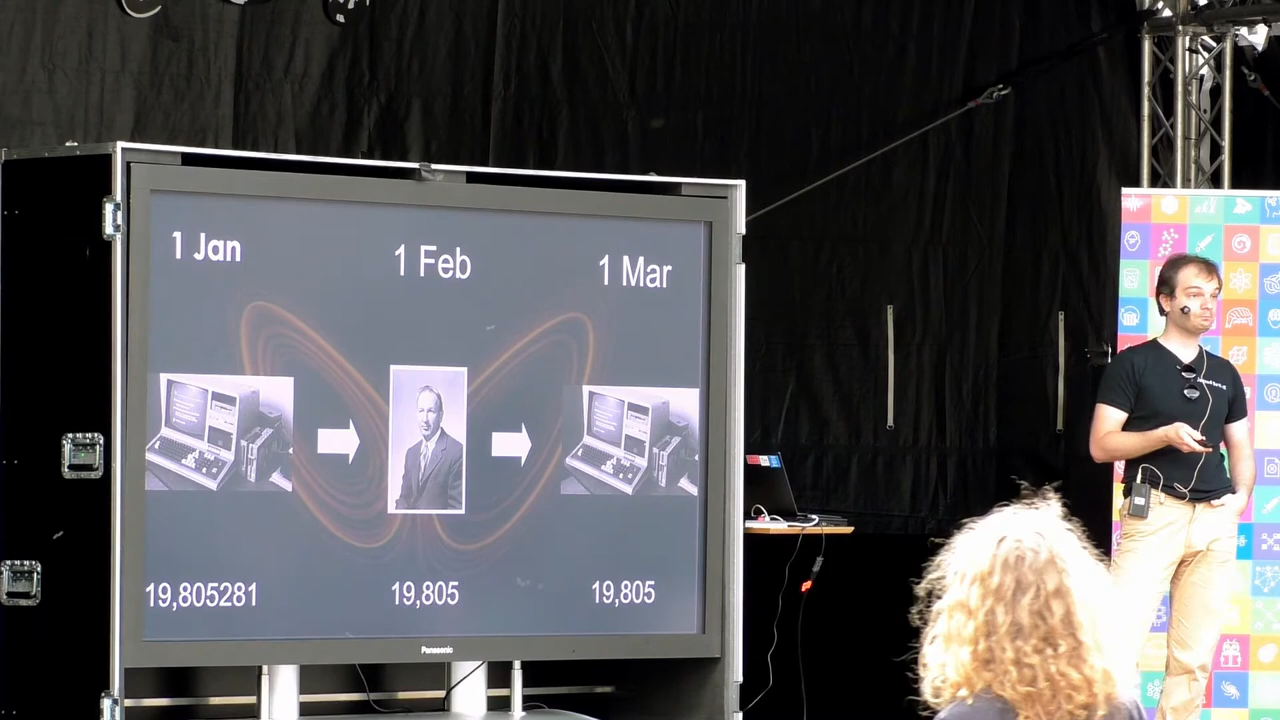 1 Jan
1 Feb
1 Mar
19,805281
19,805
19,805
Panasonic